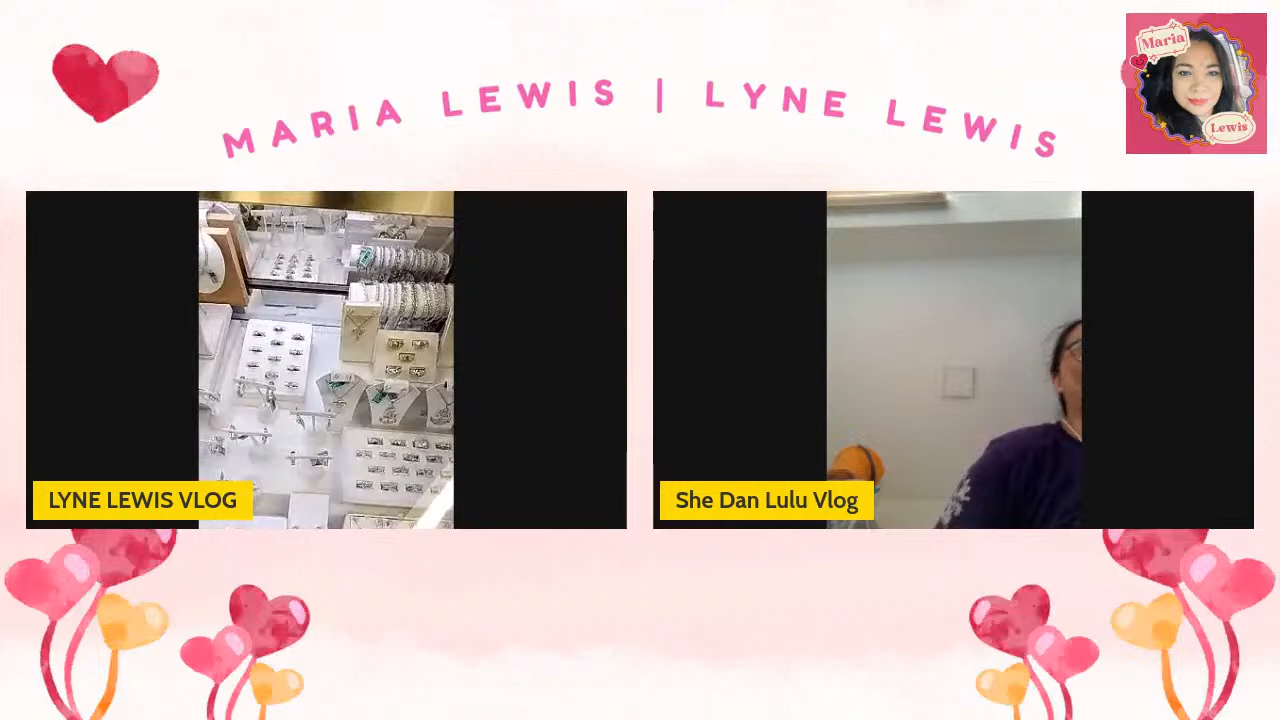 MARIA LEWIS | LYNE LEWIS
Maria
Lewis
LYNE LEWIS VLOG
She Dan Lulu Vlog